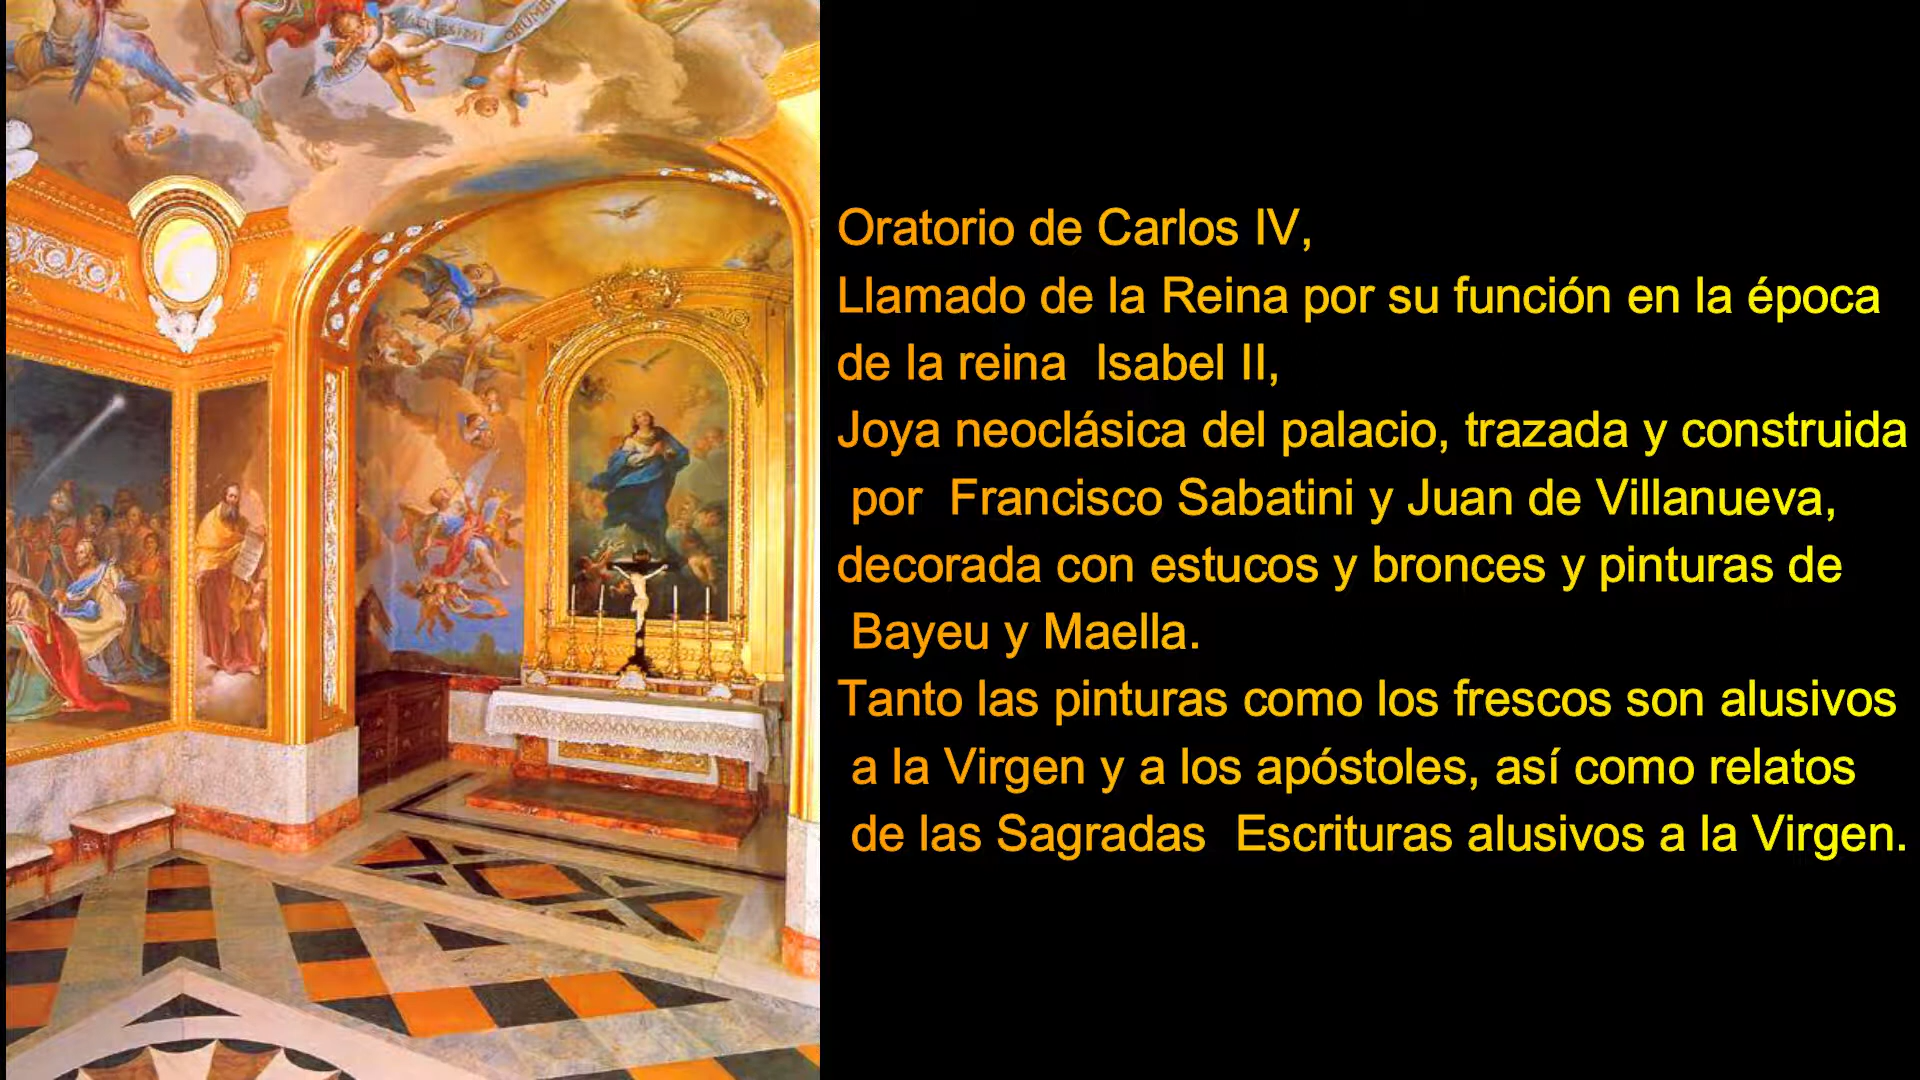 Oratorio de Carlos IV,
Llamado de la Reina por su función en la época
de la reina  Isabel II,
Joya neoclásica del palacio, trazada y construida
por  Francisco Sabatini y Juan de Villanueva,
decorada con estucos y bronces y pinturas de
Bayeu y Maella.
Tanto las pinturas como los frescos son alusivos
a la Virgen y a los apóstoles, así como relatos
de las Sagradas  Escrituras alusivos a la Virgen.